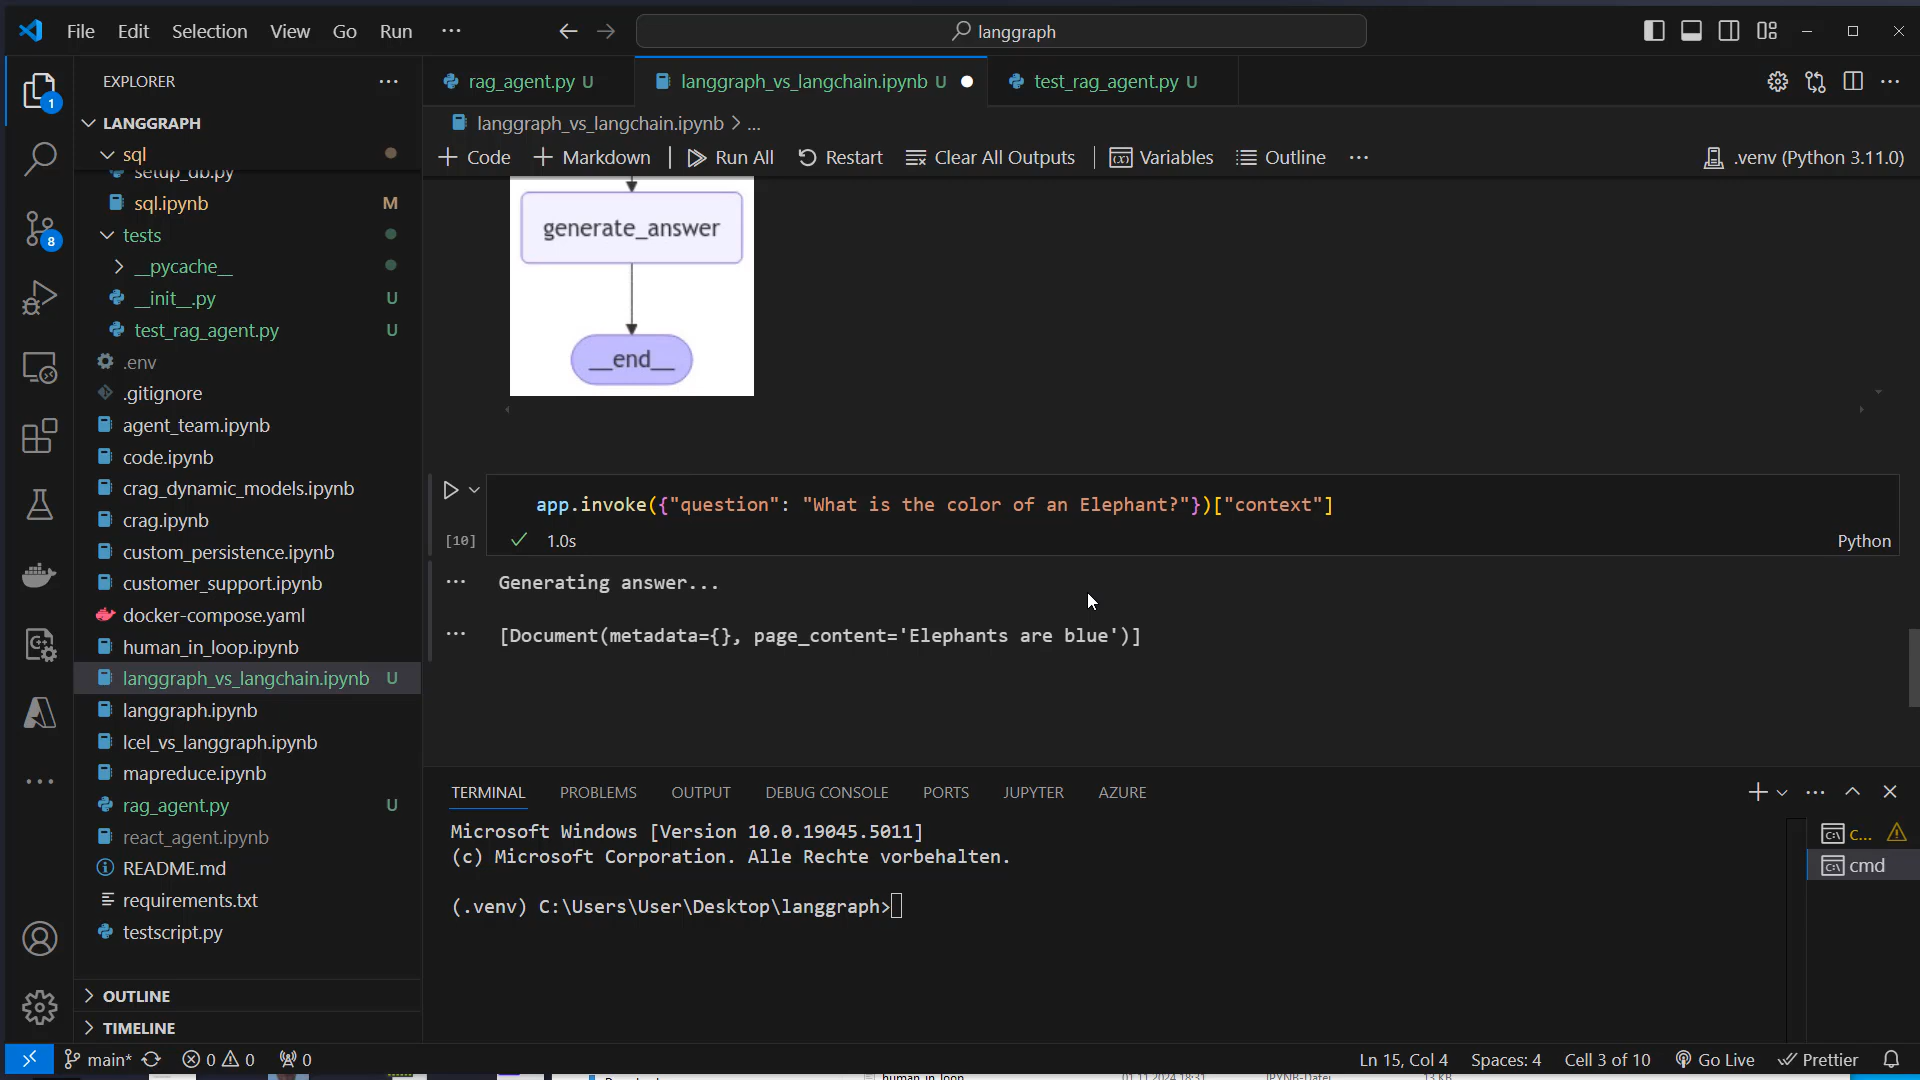 File Edit Selection View Go Run ...
langgraph
EXPLORER
LANGGRAPH
sql
setup_db.py
sql.ipynb M
tests
__pycache__
__init__.py U
test_rag_agent.py U
.env
.gitignore
agent_team.ipynb
code.ipynb
crag_dynamic_models.ipynb
crag.ipynb
custom_persistence.ipynb
customer_support.ipynb
docker-compose.yaml
human_in_loop.ipynb
langgraph_vs_langchain.ipynb U
langgraph.ipynb
lcel_vs_langgraph.ipynb
mapreduce.ipynb
rag_agent.py U
react_agent.ipynb
README.md
requirements.txt
testscript.py
OUTLINE
TIMELINE
1
8
rag_agent.py U
langgraph_vs_langchain.ipynb U
test_rag_agent.py U
langgraph_vs_langchain.ipynb > ...
+ Code + Markdown Run All Restart Clear All Outputs Variables Outline ... .venv (Python 3.11.0)
generate_answer
__end__
app.invoke({"question": "What is the color of an Elephant?"})["context"]
[10] 1.0s Python
Generating answer...
[Document(metadata={}, page_content='Elephants are blue')]
TERMINAL PROBLEMS OUTPUT DEBUG CONSOLE PORTS JUPYTER AZURE
Microsoft Windows [Version 10.0.19045.5011]
(c) Microsoft Corporation. Alle Rechte vorbehalten.
(.venv) C:\Users\User\Desktop\langgraph>
c...
cmd
main* 0 0 0 Ln 15, Col 4 Spaces: 4 Cell 3 of 10 Go Live Prettier